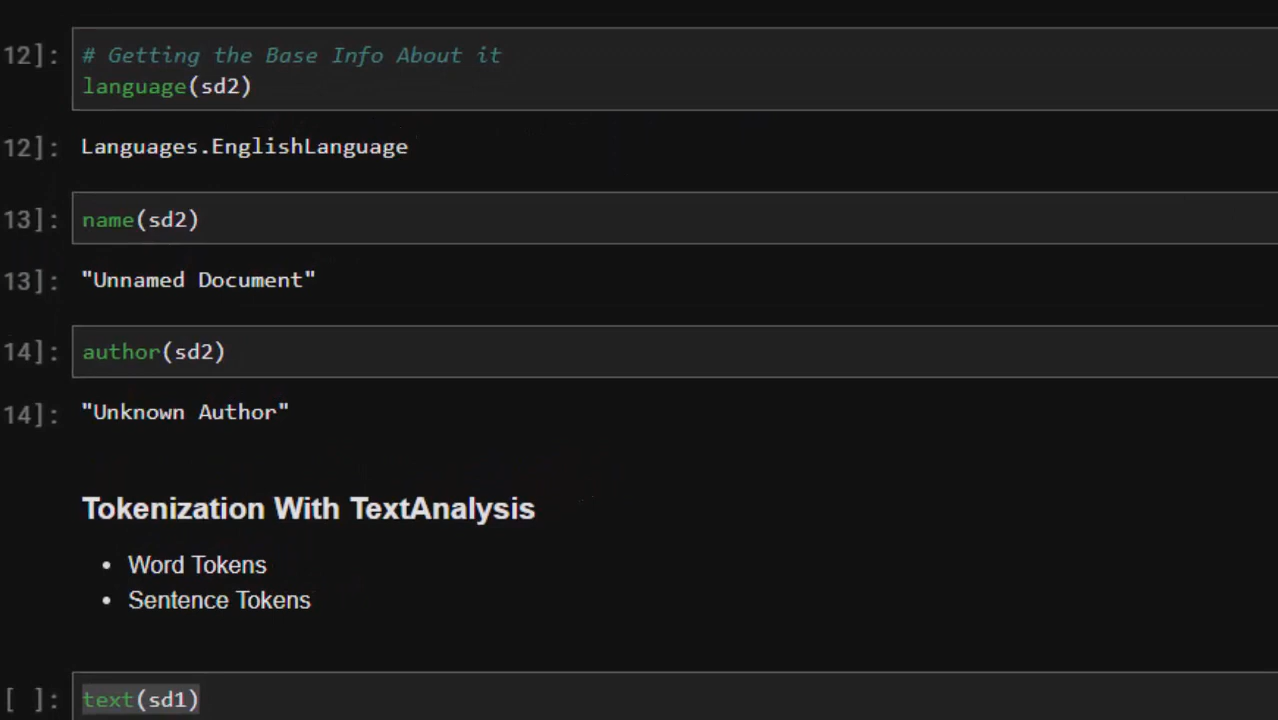 12]:
# Getting the Base Info About it
language(sd2)
12]:
Languages.EnglishLanguage
13]:
name(sd2)
13]:
"Unnamed Document"
14]:
author(sd2)
14]:
"Unknown Author"
Tokenization With TextAnalysis
• Word Tokens
• Sentence Tokens
[ ]:
text(sd1)